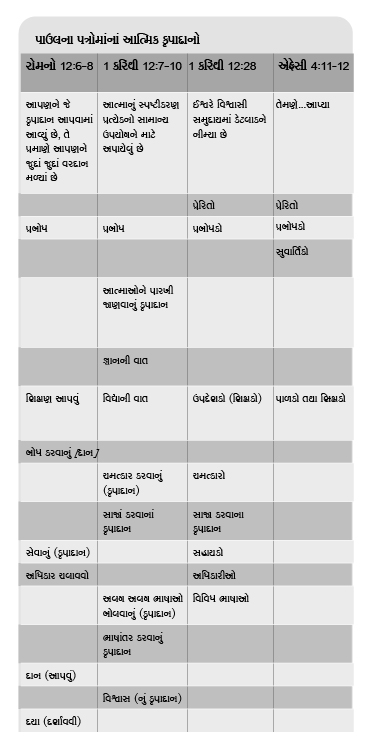 પાઉલના પત્રોમાંનાં આત્મિક કૃપાદાનો
રોમનો 12:6-8 1 કરિંથી 12:7-10 1 કરિંથી 12:28 એફેસી 4:11-12
આપણને જે આત્માનું સ્પષ્ટીકરણ ઈશ્વરે વિશ્વાસી તેમણે...આપ્યા
કૃપાદાન આપવામાં પ્રત્યેકનો સામાન્ય સમુદાયમાં કેટલાકને
આવ્યું છે, તે ઉપયોગને માટે નીમ્યા છે
પ્રમાણે આપણને અપાયેલું છે
જુદાં જુદાં વરદાન
મળ્યાં છે
પ્રેરિતો પ્રેરિતો
પ્રબોધ પ્રબોધ પ્રબોધકો પ્રબોધકો
સુવાર્તિકો
આત્માઓને પારખી
જાણવાનું કૃપાદાન
જ્ઞાનની વાત
શિક્ષણ આપવું વિદ્યાની વાત ઉપદેશકો (શિક્ષકો) પાળકો તથા શિક્ષકો
બોધ કરવાનું [દાન]
ચમત્કાર કરવાનું ચમત્કારો
(કૃપાદાન)
સાજાં કરવાનાં સાજા કરવાના
કૃપાદાન કૃપાદાન
સેવાનું (કૃપાદાન) સહાયકો
અધિકાર ચલાવવો અધિકારીઓ
અલગ અલગ ભાષાઓ વિવિધ ભાષાઓ
બોલવાનું (કૃપાદાન)
ભાષાંતર કરવાનું
કૃપાદાન
દાન (આપવું)
વિશ્વાસ (નું કૃપાદાન)
દયા (દર્શાવવી)